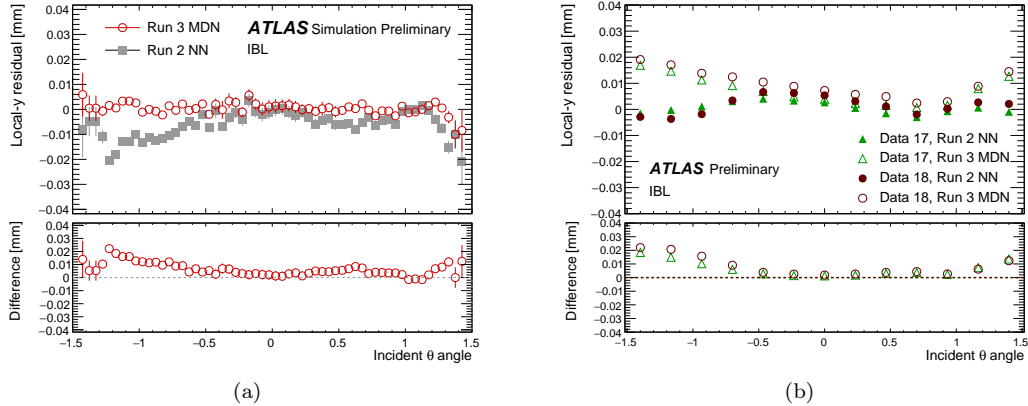 Local-y residual [mm]
0.04
0.03
0.02
0.01
0
−0.01
−0.02
−0.03
−0.04
Run 3 MDN
Run 2 NN
ATLAS Simulation Preliminary
IBL
Difference [mm]
0.04
0.03
0.02
0.01
0
0.01
0.02
0.03
0.04
−1.5 −1 −0.5 0 0.5 1 1.5
Incident θ angle
(a)
Local-y residual [mm]
0.04
0.03
0.02
0.01
0
−0.01
−0.02
−0.03
−0.04
ATLAS Preliminary
IBL
Data 17, Run 2 NN
Data 17, Run 3 MDN
Data 18, Run 2 NN
Data 18, Run 3 MDN
Difference [mm]
0.04
0.03
0.02
0.01
0
0.01
0.02
0.03
0.04
−1.5 −1 −0.5 0 0.5 1 1.5
Incident θ angle
(b)